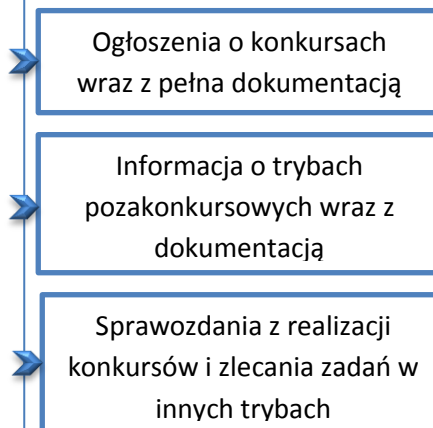 Ogłoszenia o konkursach
wraz z pełna dokumentacją
Informacja o trybach
pozakonkursowych wraz z
dokumentacją
Sprawozdania z realizacji
konkursów i zlecania zadań w
innych trybach